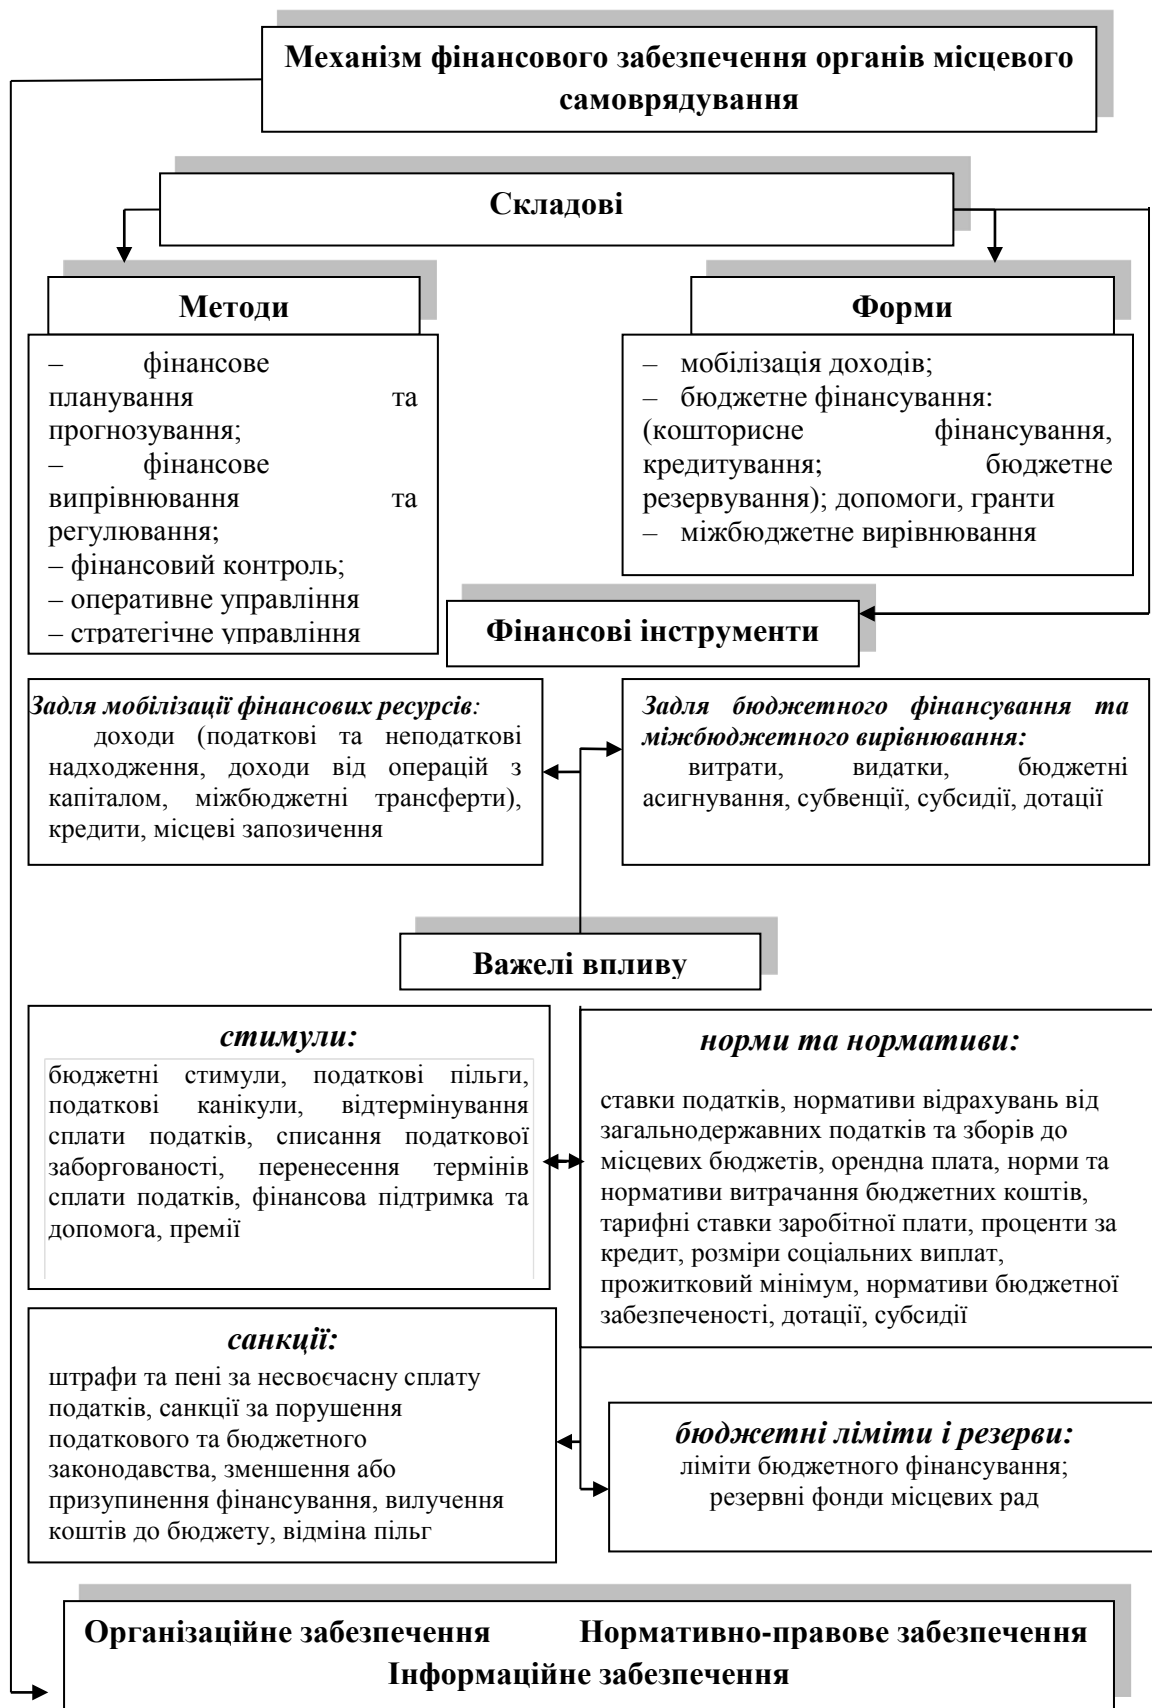 Механізм фінансового забезпечення органів місцевого
самоврядування
Складові
Методи
– фінансове
планування та
прогнозування;
– фінансове
випрівнювання та
регулювання;
– фінансовий контроль;
– оперативне управління
– стратегічне управління
Форми
– мобілізація доходів;
– бюджетне фінансування:
(кошторисне фінансування,
кредитування; бюджетне
резервування); допомоги, гранти
– міжбюджетне вирівнювання
Фінансові інструменти
Задля мобілізації фінансових ресурсів:
доходи (податкові та неподаткові
надходження, доходи від операцій з
капіталом, міжбюджетні трансферти),
кредити, місцеві запозичення
Задля бюджетного фінансування та
міжбюджетного вирівнювання:
витрати, видатки, бюджетні
асигнування, субвенції, субсидії, дотації
Важелі впливу
стимули:
бюджетні стимули, податкові пільги,
податкові канікули, відтермінування
сплати податків, списання податкової
заборгованості, перенесення термінів
сплати податків, фінансова підтримка та
допомога, премії
норми та нормативи:
ставки податків, нормативи відрахувань від
загальнодержавних податків та зборів до
місцевих бюджетів, орендна плата, норми та
нормативи витрачання бюджетних коштів,
тарифні ставки заробітної плати, проценти за
кредит, розміри соціальних виплат,
прожитковий мінімум, нормативи бюджетної
забезпеченості, дотації, субсидії
санкції:
штрафи та пені за несвоєчасну сплату
податків, санкції за порушення
податкового та бюджетного
законодавства, зменшення або
призупинення фінансування, вилучення
коштів до бюджету, відміна пільг
бюджетні ліміти і резерви:
ліміти бюджетного фінансування;
резервні фонди місцевих рад
Організаційне забезпечення Нормативно-правове забезпечення
Інформаційне забезпечення